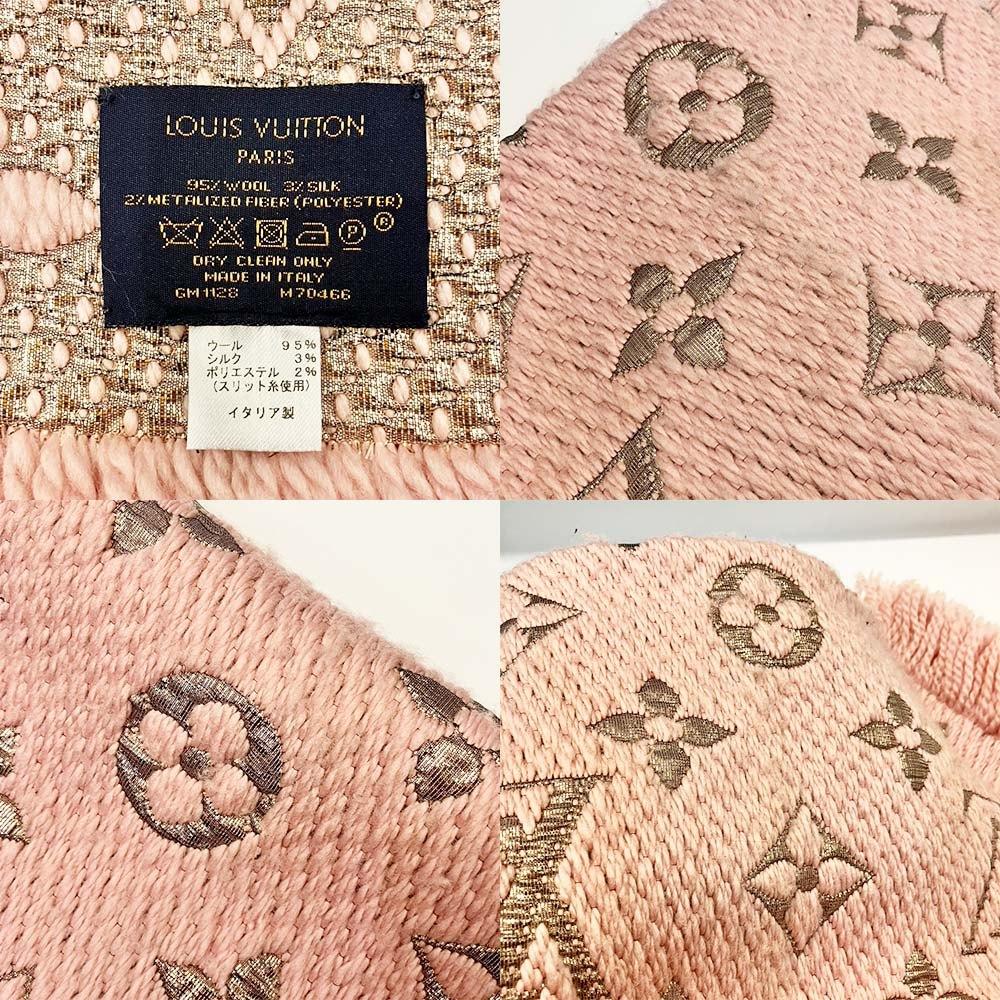 LOUIS VUITTON
PARIS
95% WOOL 3% SILK
2% METALIZED FIBER (POLYESTER)
DRY CLEAN ONLY
MADE IN ITALY
GM1128 M70466
ウール 95%
シルク 3%
ポリエステル 2%
(スリット糸使用)
イタリア製